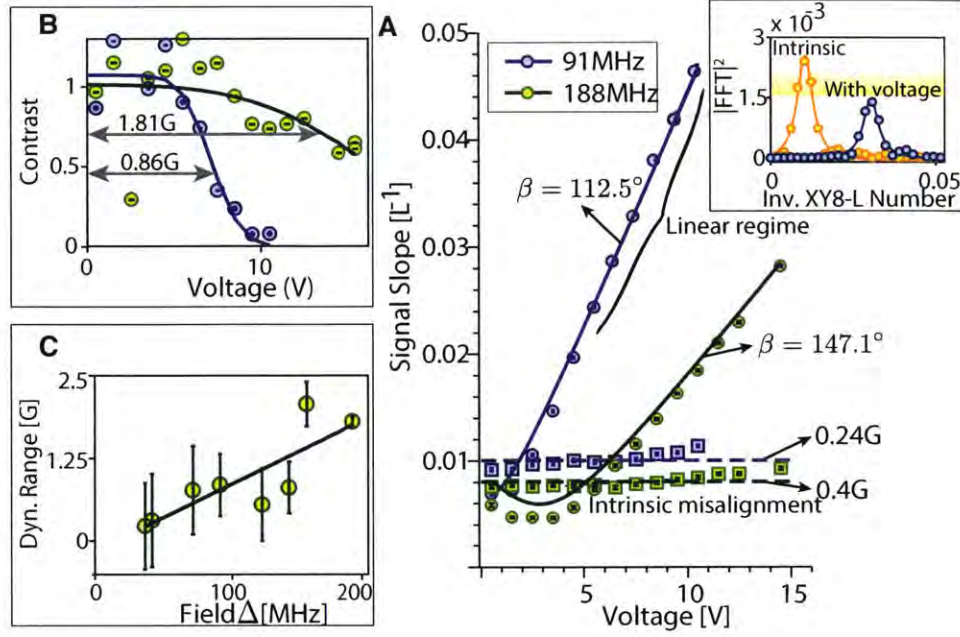 B
Contrast
1
0.5
0
1.81G
0.86G
0
10
Voltage (V)
C
Dyn. Range [G]
2.5
1.25
0
0
100
200
Field Δ[MHz]
A
Signal Slope [L⁻¹]
0.05
0.04
0.03
0.02
0.01
91MHz
188MHz
β = 112.5°
Linear regime
β = 147.1°
0.24G
0.4G
Intrinsic misalignment
0
5
10
15
Voltage [V]
x 10⁻³
|FFT|²
3
1.5
0
Intrinsic
With voltage
0
0.05
Inv. XY8-L Number